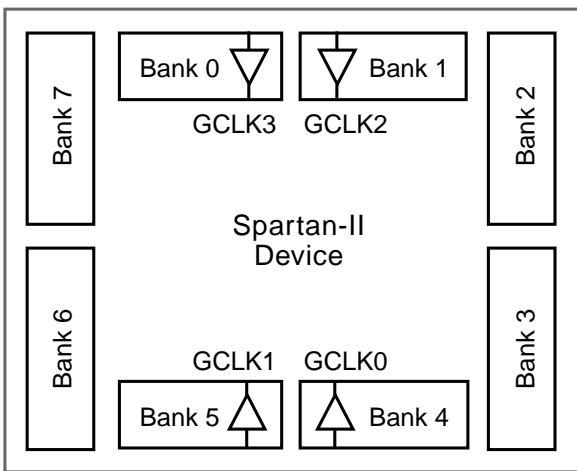 Bank 0
Bank 1
GCLK3
GCLK2
Bank 7
Bank 2
Spartan-II
Device
Bank 6
Bank 3
GCLK1
GCLK0
Bank 5
Bank 4